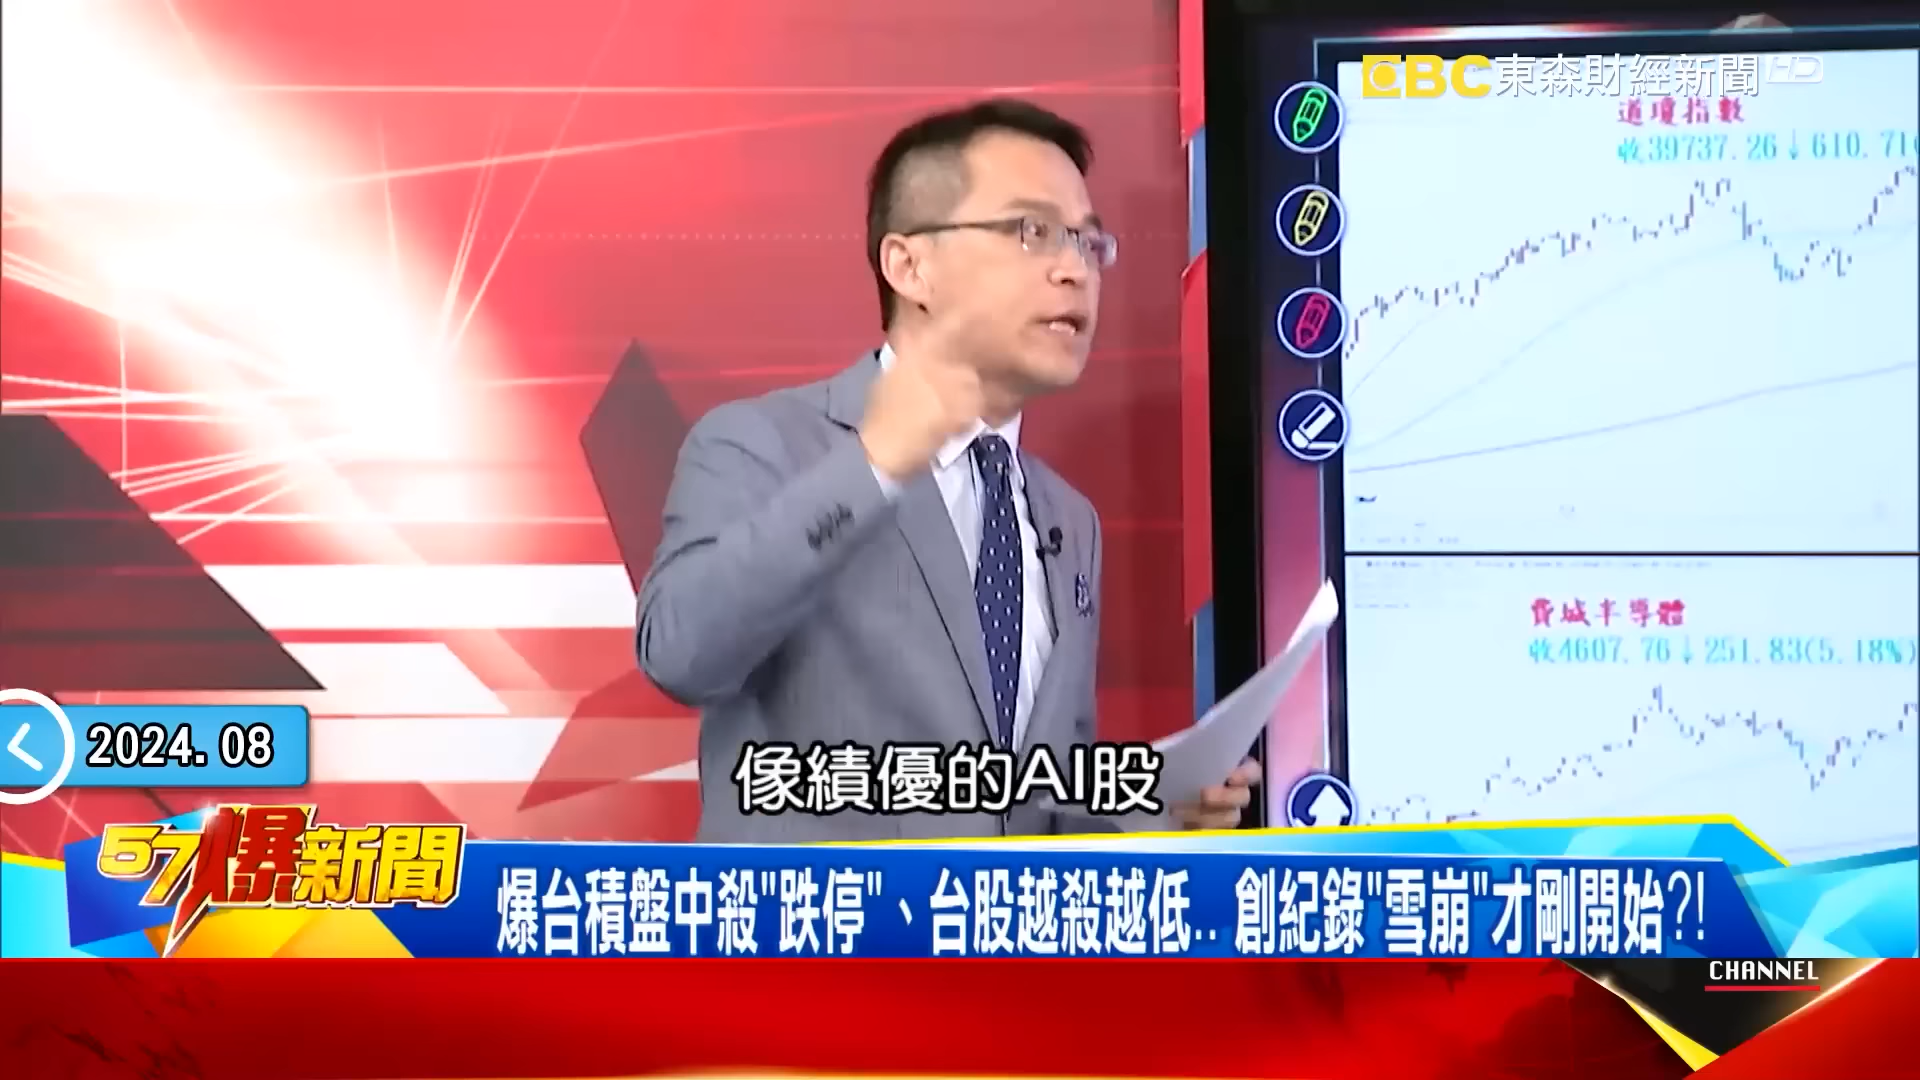 EBC東森財經新聞HD
道瓊指數
收39737.26↓610.71
費城半導體
收4607.76↓251.83(5.18%)
2024.08
像績優的AI股
57爆新聞
爆台積盤中殺"跌停"、台股越殺越低.. 創紀錄"雪崩"才剛開始?!
CHANNEL